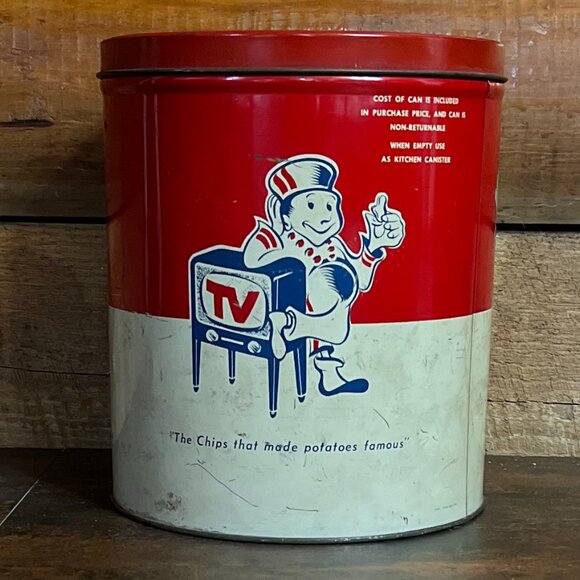 COST OF CAN IS INCLUDED
IN PURCHASE PRICE, AND CAN IS
NON-RETURNABLE
WHEN EMPTY USE
AS KITCHEN CANISTER
TV
"The Chips that made potatoes famous"